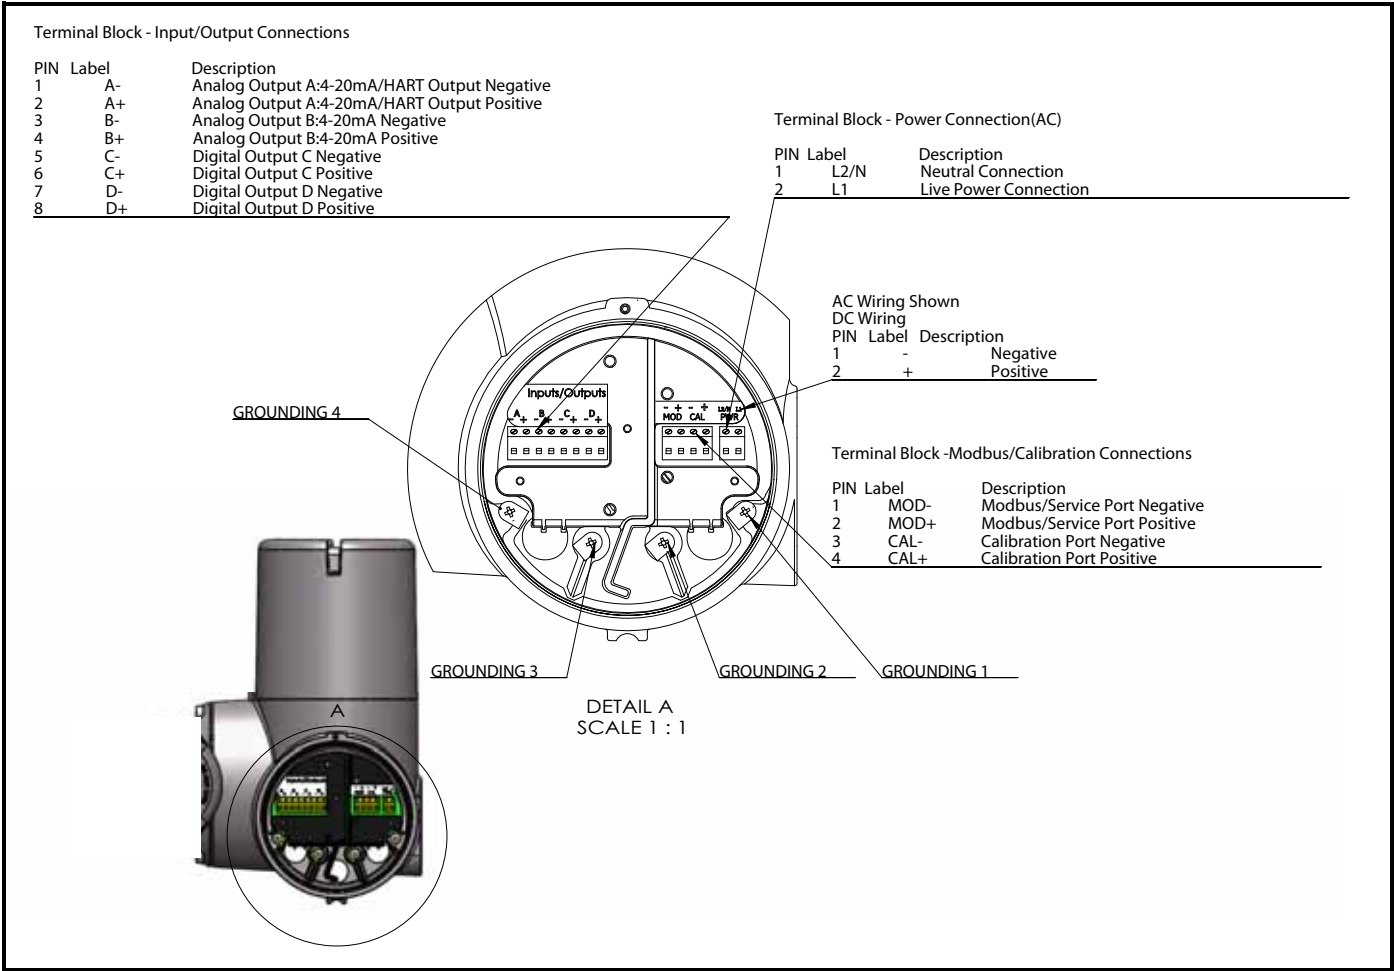 Terminal Block - Input/Output Connections
PIN Label Description
1 A- Analog Output A:4-20mA/HART Output Negative
2 A+ Analog Output A:4-20mA/HART Output Positive
3 B- Analog Output B:4-20mA Negative
4 B+ Analog Output B:4-20mA Positive
5 C- Digital Output C Negative
6 C+ Digital Output C Positive
7 D- Digital Output D Negative
8 D+ Digital Output D Positive
Terminal Block - Power Connection(AC)
PIN Label Description
1 L2/N Neutral Connection
2 L1 Live Power Connection
AC Wiring Shown
DC Wiring
PIN Label Description
1 - Negative
2 + Positive
Inputs/Outputs
A B C D
- + - + - + - +
- + - + L2/N L1
MOD CAL PWR
GROUNDING 4
Terminal Block -Modbus/Calibration Connections
PIN Label Description
1 MOD- Modbus/Service Port Negative
2 MOD+ Modbus/Service Port Positive
3 CAL- Calibration Port Negative
4 CAL+ Calibration Port Positive
GROUNDING 3
GROUNDING 2
GROUNDING 1
DETAIL A
SCALE 1 : 1
A